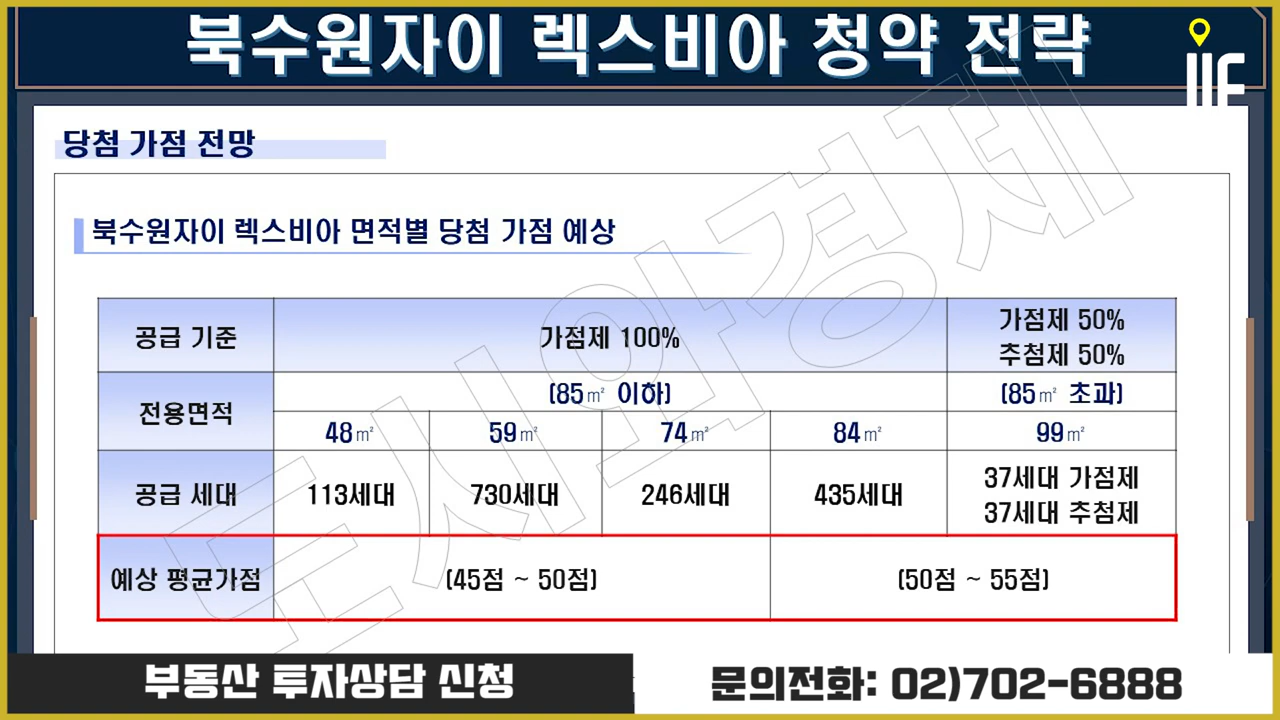 북수원자이 렉스비아 청약 전략
IIF
당첨 가점 전망
북수원자이 렉스비아 면적별 당첨 가점 예상
공급 기준
가점제 100%
가점제 50%
추첨제 50%
전용면적
(85㎡ 이하)
(85㎡ 초과)
48㎡
59㎡
74㎡
84㎡
99㎡
공급 세대
113세대
730세대
246세대
435세대
37세대 가점제
37세대 추첨제
예상 평균가점
(45점 ~ 50점)
(50점 ~ 55점)
도시와경제
부동산 투자상담 신청
문의전화: 02)702-6888